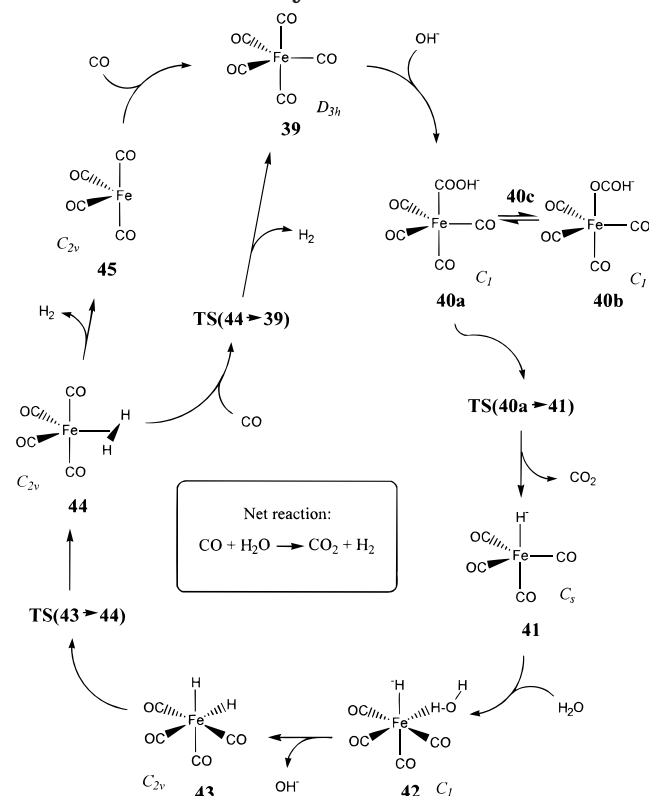 CO
OC
Fe
CO
OC
CO
D3h
39
CO
OH-
CO
OC
Fe
OC
CO
C2v
45
COOH-
OC
Fe
CO
OC
CO
C1
40a
40c
OCOH-
OC
Fe
CO
OC
CO
C1
40b
H2
H2
TS(44→39)
CO
CO
OC
Fe
H
H
OC
CO
C2v
44
TS(40a→41)
CO2
Net reaction:
CO + H2O → CO2 + H2
H-
OC
Fe
CO
OC
CO
Cs
41
TS(43→44)
H2O
H
H
OC
Fe
OC
CO
CO
C2v
43
OH-
-H
H
H-O
OC
Fe
OC
CO
CO
42
C1